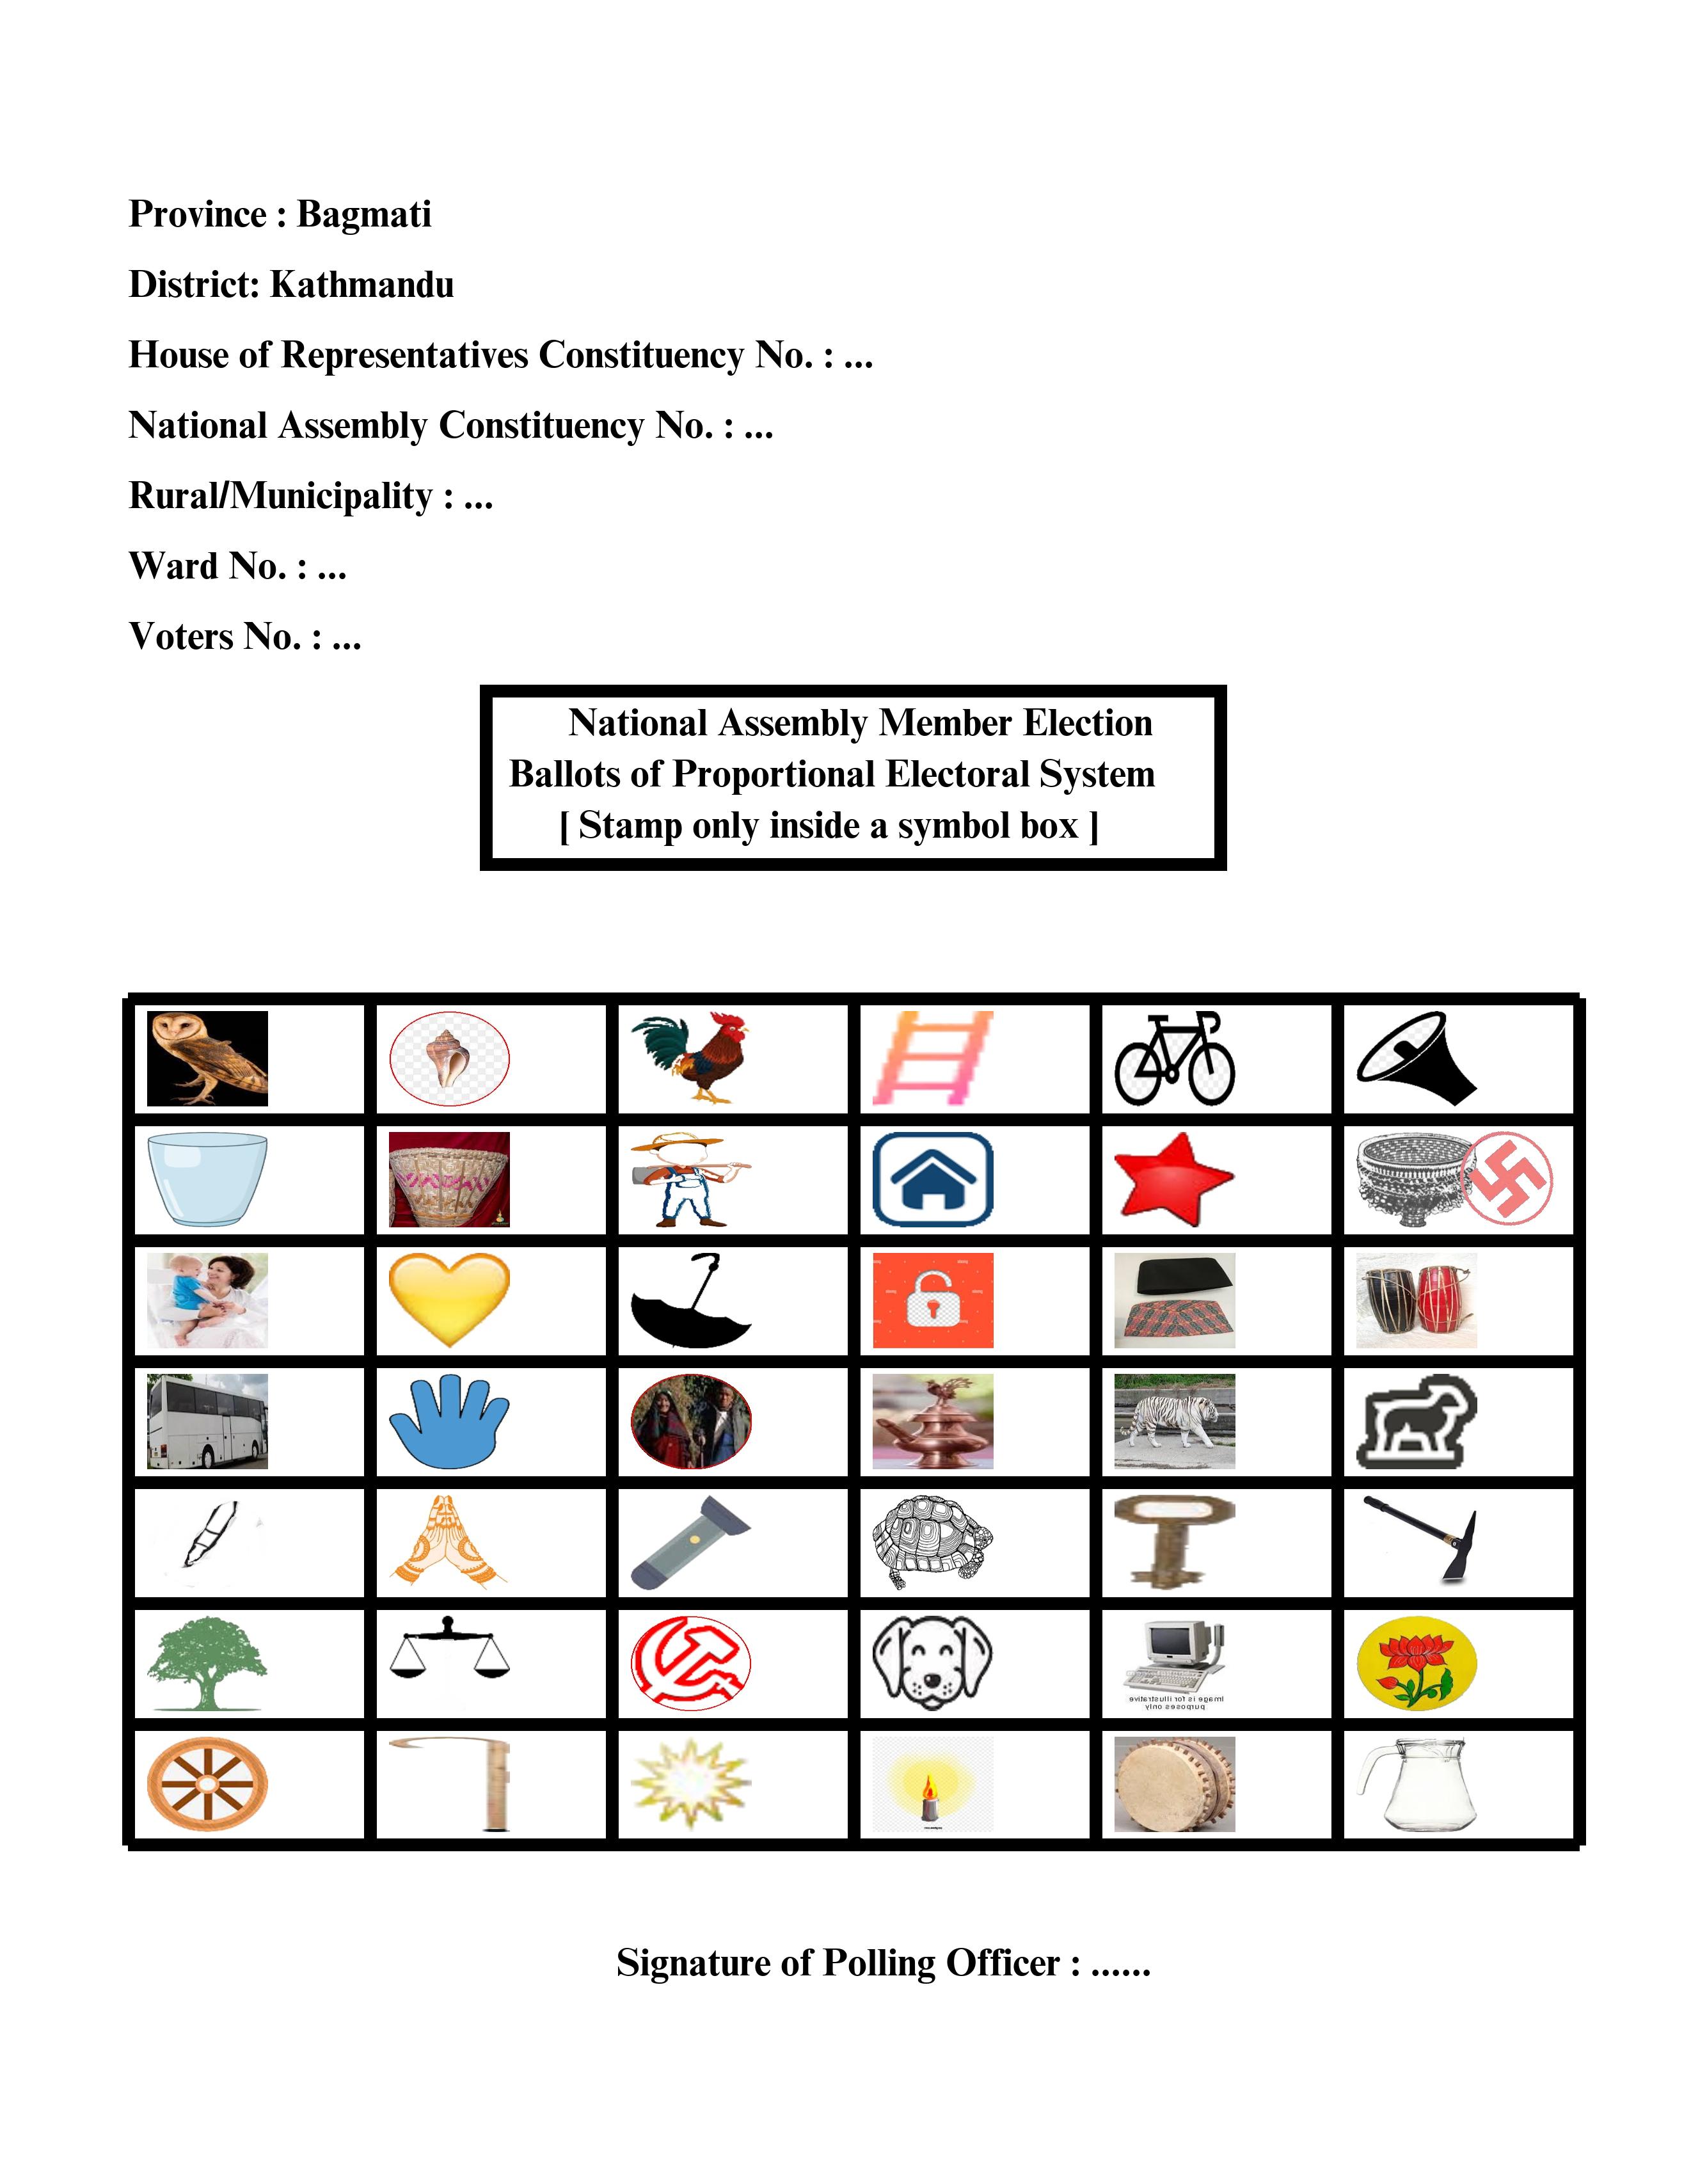 Province : Bagmati
District: Kathmandu
House of Representatives Constituency No. : ...
National Assembly Constituency No. : ...
Rural/Municipality : ...
Ward No. : ...
Voters No. : ...
National Assembly Member Election
Ballots of Proportional Electoral System
[ Stamp only inside a symbol box ]
Image is for illustrative
purposes only
Signature of Polling Officer : ......